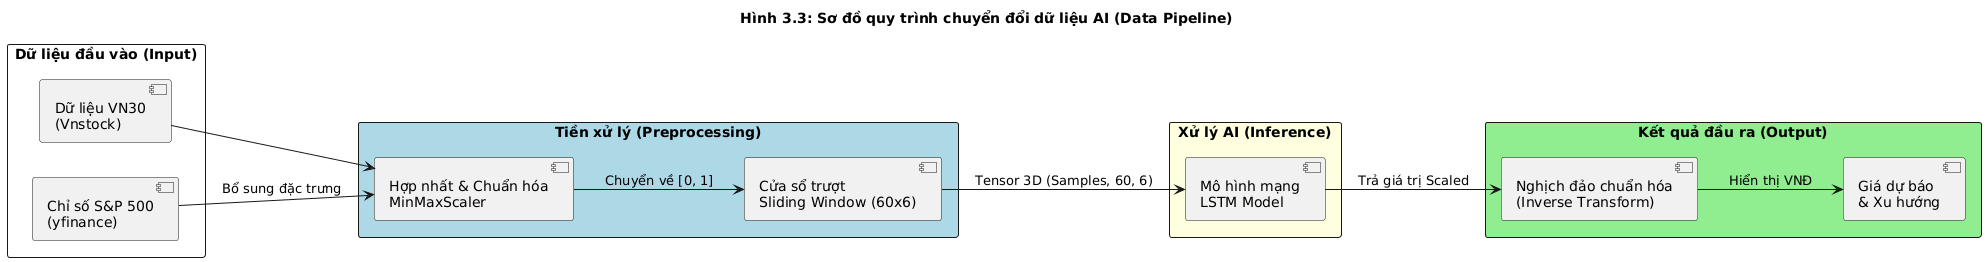 Hình 3.3: Sơ đồ quy trình chuyển đổi dữ liệu AI (Data Pipeline)
Dữ liệu đầu vào (Input)
Dữ liệu VN30
(Vnstock)
Chỉ số S&P 500
(yfinance)
Bổ sung đặc trưng
Tiền xử lý (Preprocessing)
Hợp nhất & Chuẩn hóa
MinMaxScaler
Chuyển về [0, 1]
Cửa sổ trượt
Sliding Window (60x6)
Tensor 3D (Samples, 60, 6)
Xử lý AI (Inference)
Mô hình mạng
LSTM Model
Trả giá trị Scaled
Kết quả đầu ra (Output)
Nghịch đảo chuẩn hóa
(Inverse Transform)
Hiển thị VNĐ
Giá dự báo
& Xu hướng